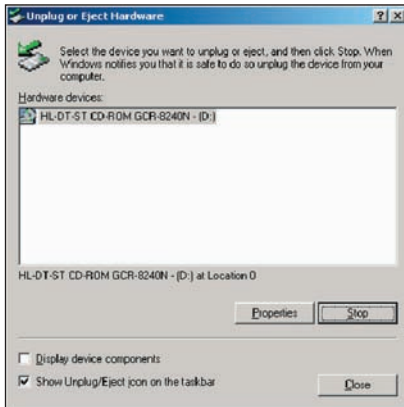 Unplug or Eject Hardware
Select the device you want to unplug or eject, and then click Stop. When
Windows notifies you that it is safe to do so unplug the device from your
computer.
Hardware devices:
HL-DT-ST CD-ROM GCR-8240N - (D:)
HL-DT-ST CD-ROM GCR-8240N - (D:) at Location 0
Properties
Stop
Display device components
Show Unplug/Eject icon on the taskbar
Close